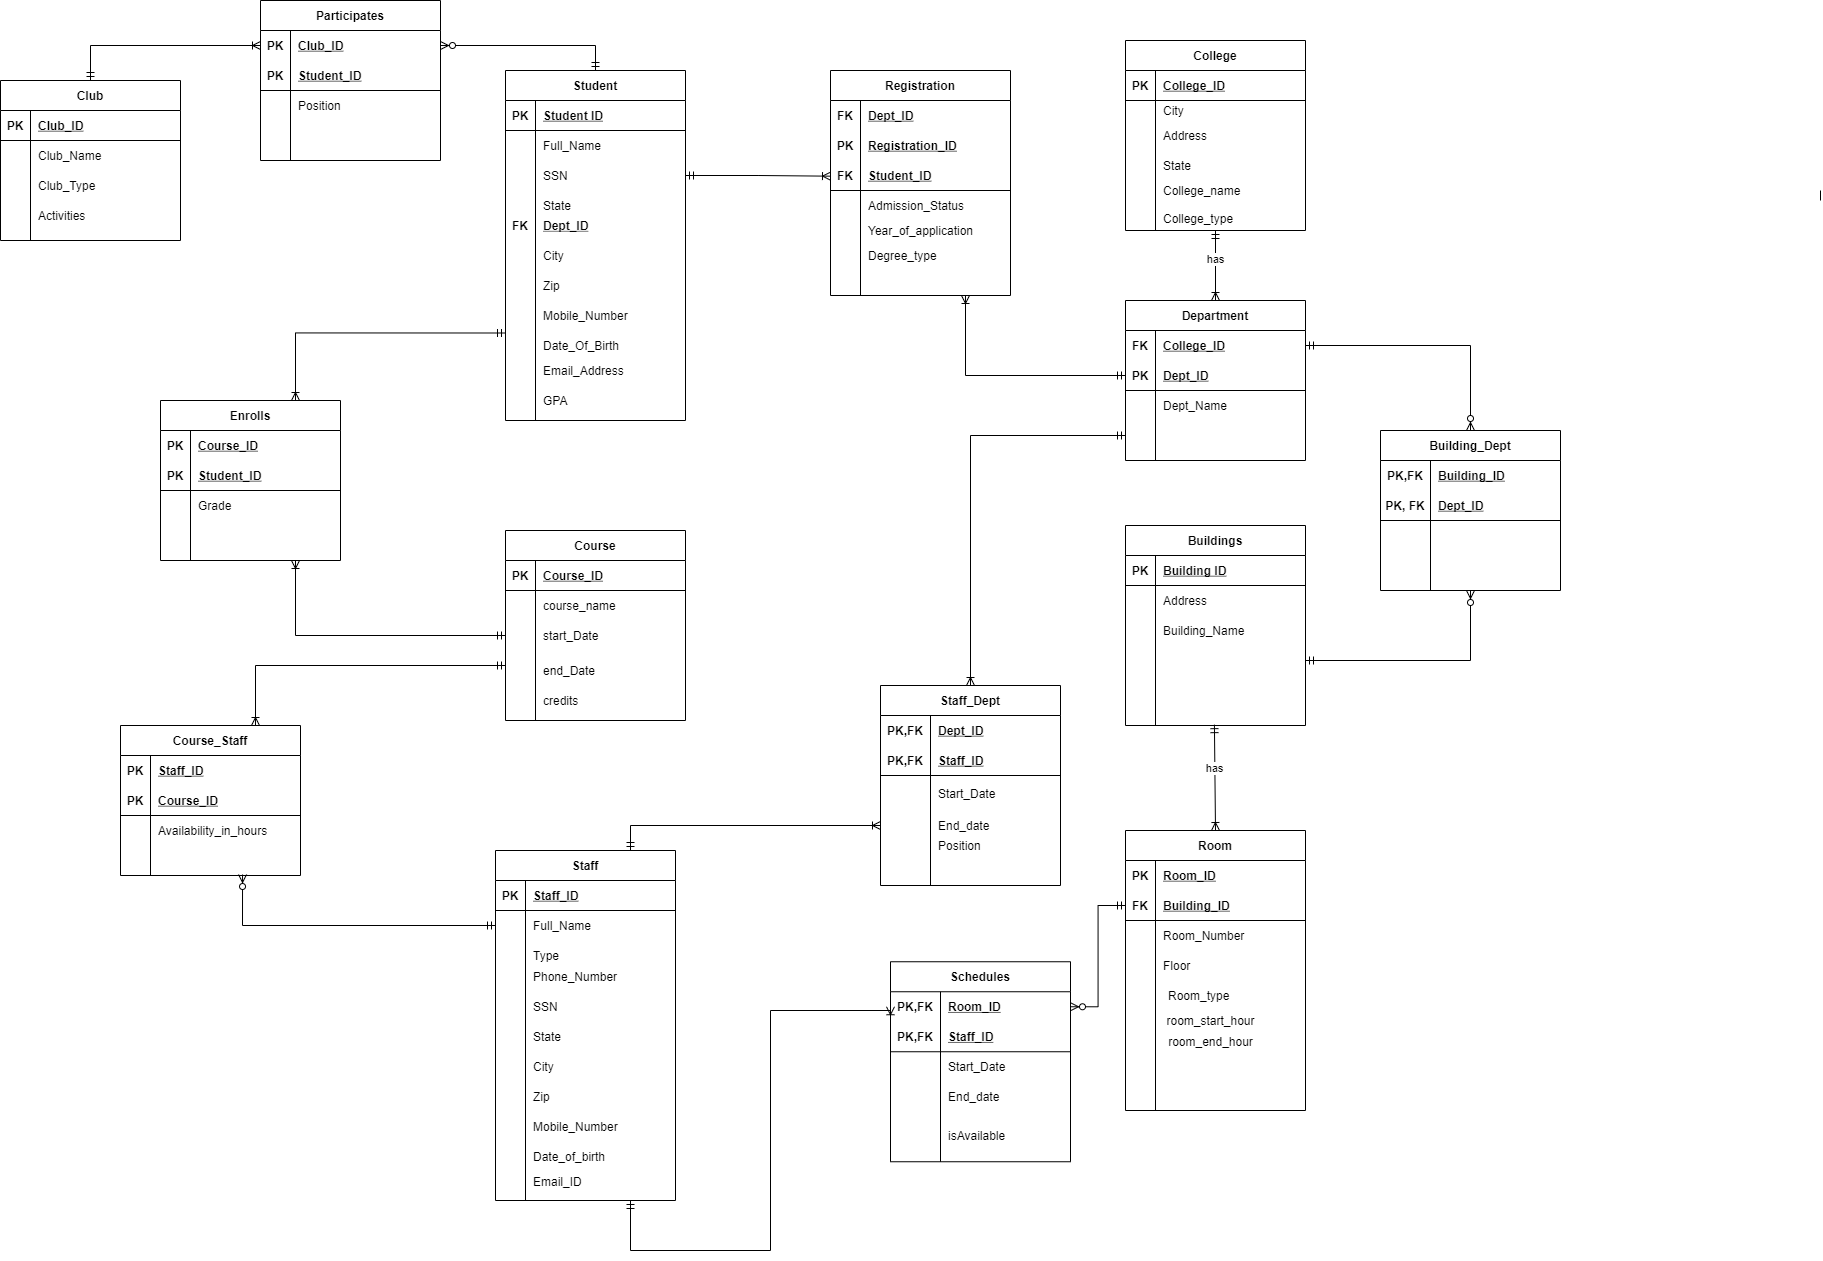 Participates
PK Club_ID
PK Student_ID
Position
Club
PK Club_ID
Club_Name
Club_Type
Activities
Student
PK Student ID
Full_Name
SSN
State
FK Dept_ID
City
Zip
Mobile_Number
Date_Of_Birth
Email_Address
GPA
Registration
FK Dept_ID
PK Registration_ID
FK Student_ID
Admission_Status
Year_of_application
Degree_type
College
PK College_ID
City
Address
State
College_name
College_type
has
Department
FK College_ID
PK Dept_ID
Dept_Name
Enrolls
PK Course_ID
PK Student_ID
Grade
Building_Dept
PK,FK Building_ID
PK, FK Dept_ID
Course
PK Course_ID
course_name
start_Date
end_Date
credits
Buildings
PK Building ID
Address
Building_Name
has
Course_Staff
PK Staff_ID
PK Course_ID
Availability_in_hours
Staff_Dept
PK,FK Dept_ID
PK,FK Staff_ID
Start_Date
End_date
Position
Staff
PK Staff_ID
Full_Name
Type
Phone_Number
SSN
State
City
Zip
Mobile_Number
Date_of_birth
Email_ID
Room
PK Room_ID
FK Building_ID
Room_Number
Floor
Room_type
room_start_hour
room_end_hour
Schedules
PK,FK Room_ID
PK,FK Staff_ID
Start_Date
End_date
isAvailable